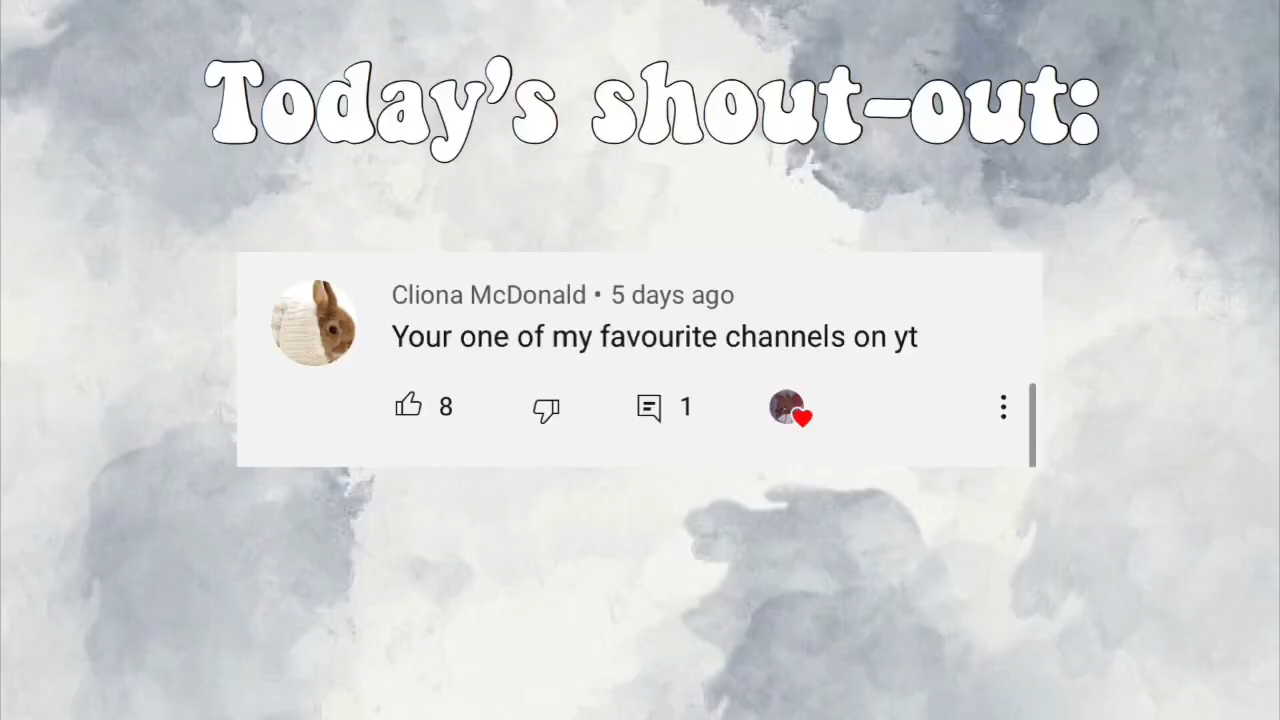 Today's shout-out:
Cliona McDonald • 5 days ago
Your one of my favourite channels on yt
8 1